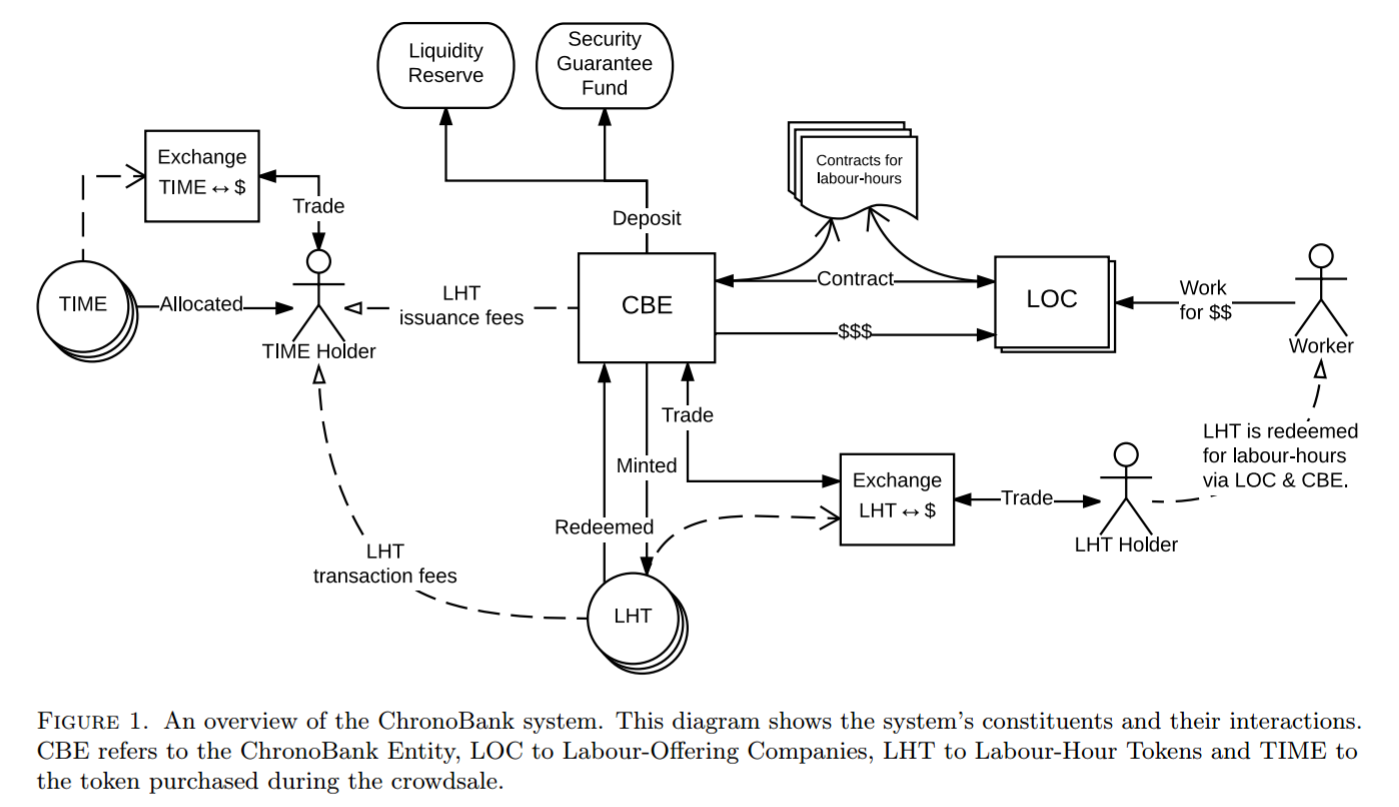 Liquidity
Reserve
Security
Guarantee
Fund
Exchange
TIME ↔ $
Trade
Contracts for
labour-hours
Deposit
TIME
Allocated
TIME Holder
LHT
issuance fees
CBE
Contract
$$$
LOC
Work
for $$
Worker
Trade
Minted
Redeemed
Exchange
LHT ↔ $
Trade
LHT Holder
LHT is redeemed
for labour-hours
via LOC & CBE.
LHT
transaction fees
LHT
FIGURE 1. An overview of the ChronoBank system. This diagram shows the system's constituents and their interactions.
CBE refers to the ChronoBank Entity, LOC to Labour-Offering Companies, LHT to Labour-Hour Tokens and TIME to
the token purchased during the crowdsale.